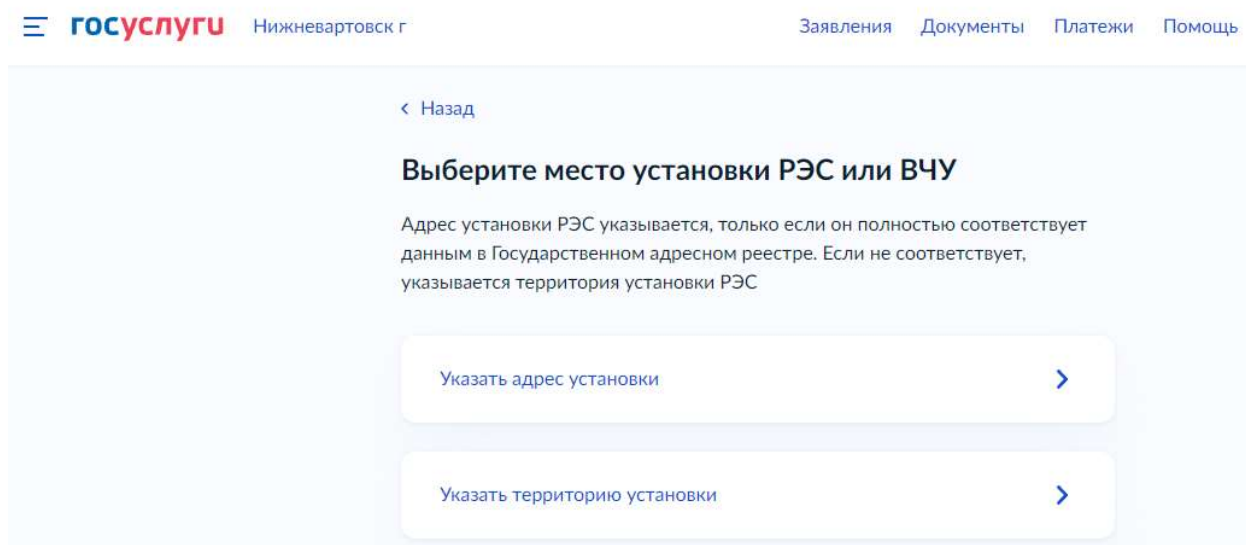 госуслуги Нижневартовск г Заявления Документы Платежи Помощь
Назад
Выберите место установки РЭС или ВЧУ
Адрес установки РЭС указывается, только если он полностью соответствует
данным в Государственном адресном реестре. Если не соответствует,
указывается территория установки РЭС
Указать адрес установки
Указать территорию установки